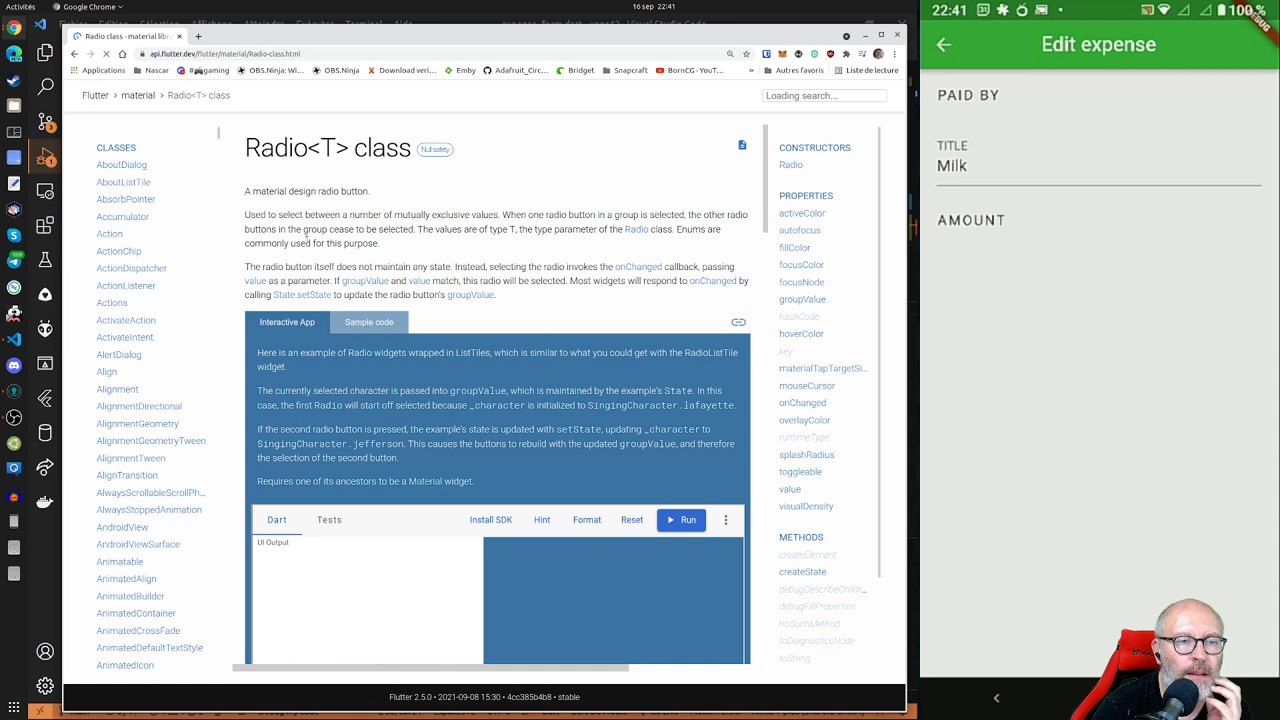 Activités
Google Chrome
16 sep 22:41
Radio class - material libr
api.flutter.dev/flutter/material/Radio-class.html
Applications
Nascar
OBS.Ninja: Wi...
OBS.Ninja
Download veri...
Emby
Adafruit_Circ...
Bridget
Snapcraft
BornCG - YouT...
»
Autres favoris
Liste de lecture
Flutter > material > Radio<T> class
Loading search...
CLASSES
AboutDialog
AboutListTile
AbsorbPointer
Accumulator
Action
ActionChip
ActionDispatcher
ActionListener
Actions
ActivateAction
ActivateIntent
AlertDialog
Align
Alignment
AlignmentDirectional
AlignmentGeometry
AlignmentGeometryTween
AlignmentTween
AlignTransition
AlwaysScrollableScrollPh...
AlwaysStoppedAnimation
AndroidView
AndroidViewSurface
Animatable
AnimatedAlign
AnimatedBuilder
AnimatedContainer
AnimatedCrossFade
AnimatedDefaultTextStyle
AnimatedIcon
Radio<T> class
Null safety
A material design radio button.
Used to select between a number of mutually exclusive values. When one radio button in a group is selected, the other radio
buttons in the group cease to be selected. The values are of type T, the type parameter of the Radio class. Enums are
commonly used for this purpose.
The radio button itself does not maintain any state. Instead, selecting the radio invokes the onChanged callback, passing
value as a parameter. If groupValue and value match, this radio will be selected. Most widgets will respond to onChanged by
calling State.setState to update the radio button's groupValue.
Interactive App
Sample code
Here is an example of Radio widgets wrapped in ListTiles, which is similar to what you could get with the RadioListTile
widget.
The currently selected character is passed into groupValue, which is maintained by the example's State. In this
case, the first Radio will start off selected because _character is initialized to SingingCharacter.lafayette.
If the second radio button is pressed, the example's state is updated with setState, updating _character to
SingingCharacter.jefferson. This causes the buttons to rebuild with the updated groupValue, and therefore
the selection of the second button.
Requires one of its ancestors to be a Material widget.
Dart
Tests
Install SDK
Hint
Format
Reset
Run
UI Output
CONSTRUCTORS
Radio
PROPERTIES
activeColor
autofocus
fillColor
focusColor
focusNode
groupValue
hashCode
hoverColor
key
materialTapTargetSi...
mouseCursor
onChanged
overlayColor
runtimeType
splashRadius
toggleable
value
visualDensity
METHODS
createElement
createState
debugDescribeChildr...
debugFillProperties
noSuchMethod
toDiagnosticsNode
toString
Flutter 2.5.0 • 2021-09-08 15:30 • 4cc385b4b8 • stable
22:41
100%
Edit expense
PAID BY
TITLE
Milk
AMOUNT